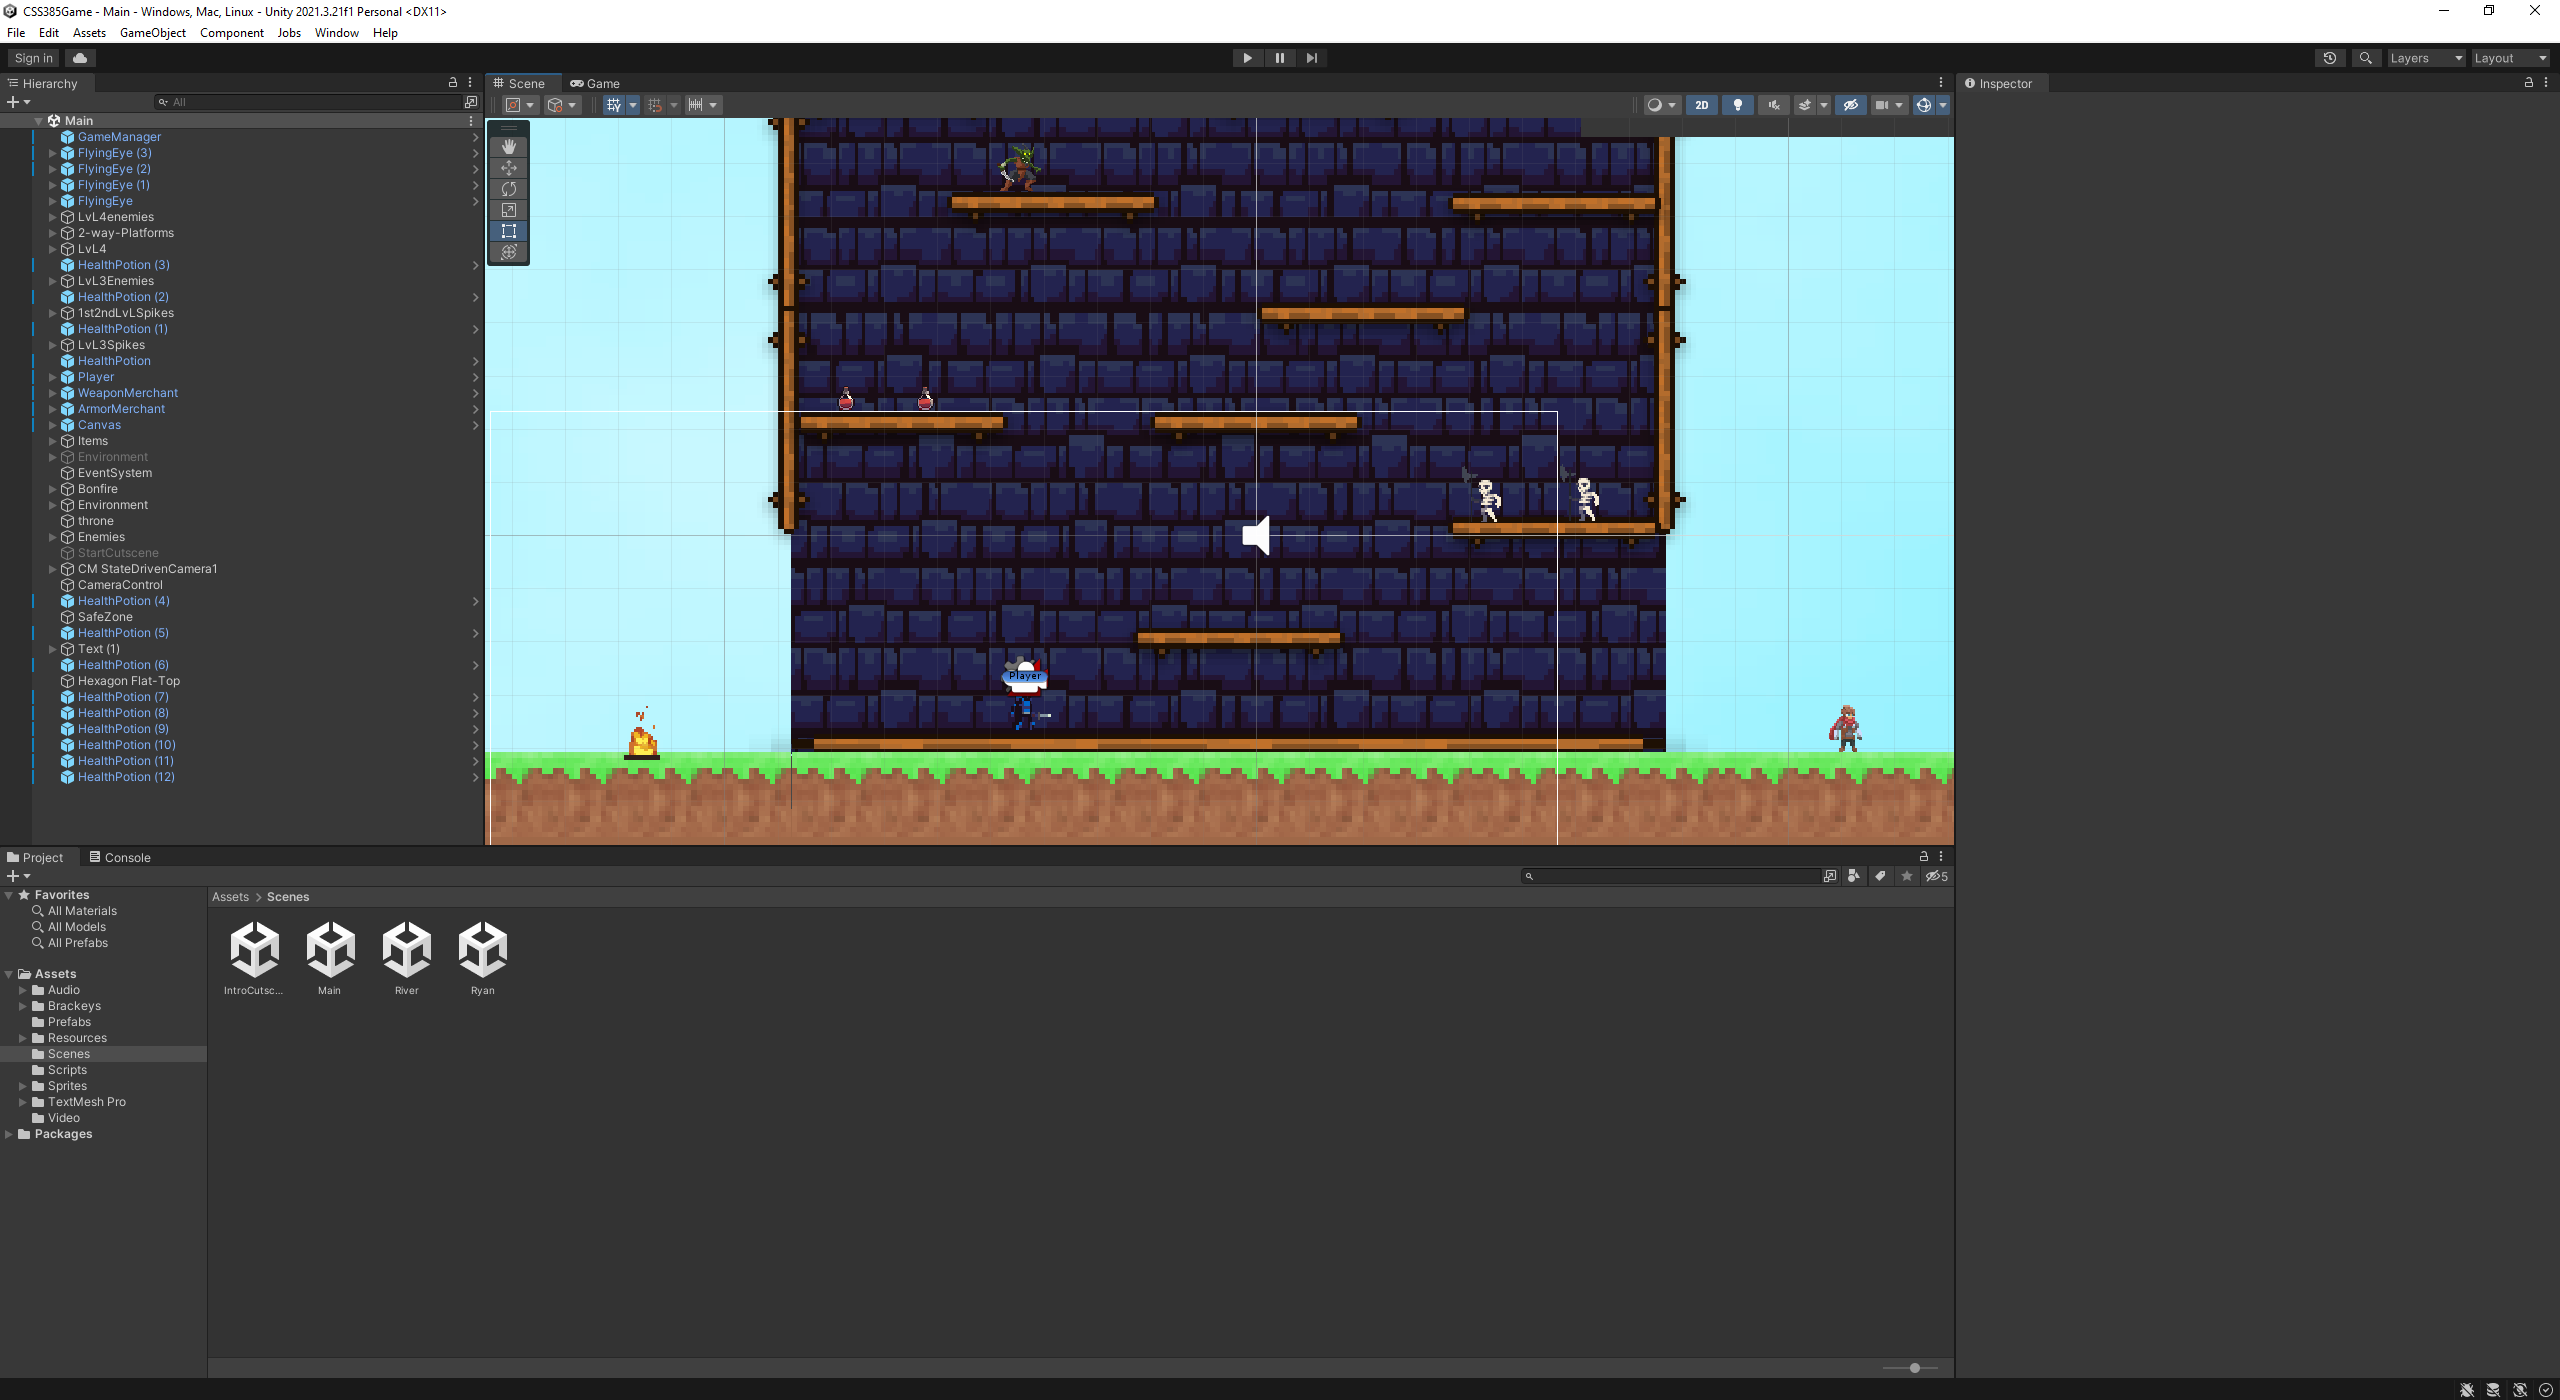 CSS385Game - Main - Windows, Mac, Linux - Unity 2021.3.21f1 Personal <DX11>
File Edit Assets GameObject Component Jobs Window Help
Sign in Layers Layout
Hierarchy
All
Main
GameManager
FlyingEye (3)
FlyingEye (2)
FlyingEye (1)
FlyingEye
LvL4enemies
2-way-Platforms
LvL4
HealthPotion (3)
LvL3Enemies
HealthPotion (2)
1st2ndLvLSpikes
HealthPotion (1)
LvL3Spikes
HealthPotion
Player
WeaponMerchant
ArmorMerchant
Canvas
Items
Environment
EventSystem
Bonfire
Environment
throne
Enemies
StartCutscene
CM StateDrivenCamera1
CameraControl
HealthPotion (4)
SafeZone
HealthPotion (5)
Text (1)
HealthPotion (6)
Hexagon Flat-Top
HealthPotion (7)
HealthPotion (8)
HealthPotion (9)
HealthPotion (10)
HealthPotion (11)
HealthPotion (12)
Scene Game
2D
Player
Inspector
Project Console
5
Favorites
All Materials
All Models
All Prefabs
Assets
Audio
Brackeys
Prefabs
Resources
Scenes
Scripts
Sprites
TextMesh Pro
Video
Packages
Assets > Scenes
IntroCutsc... Main River Ryan